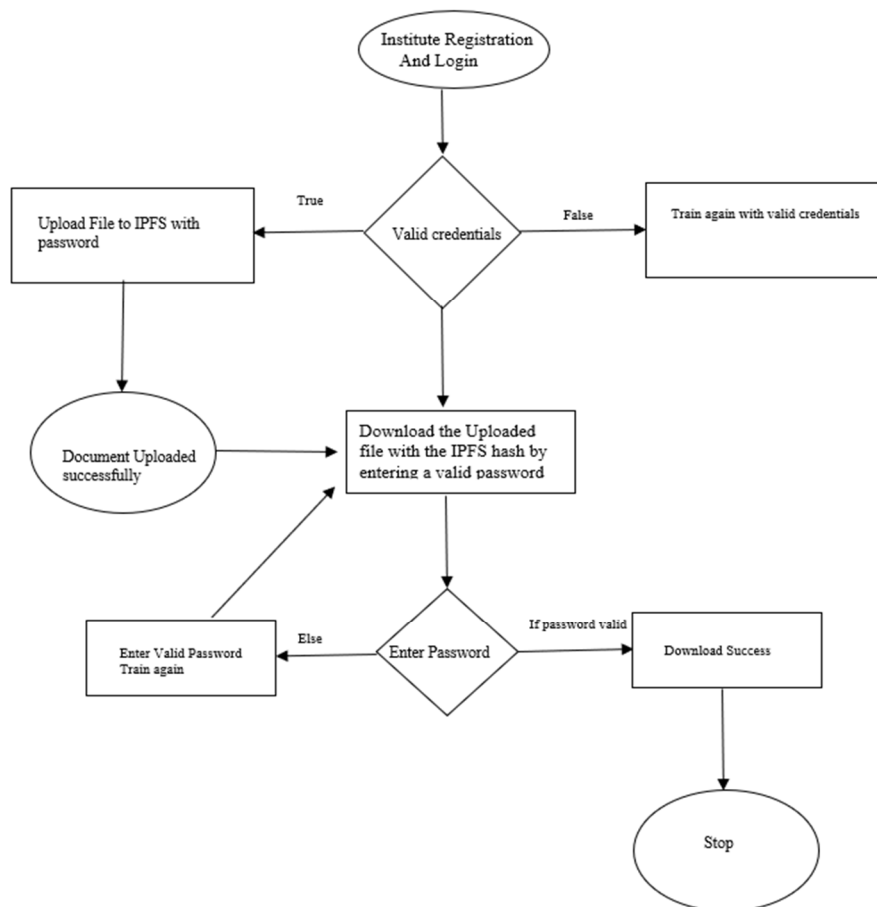 Institute Registration
And Login
True
Upload File to IPFS with
password
Valid credentials
False
Train again with valid credentials
Document Uploaded
successfully
Download the Uploaded
file with the IPFS hash by
entering a valid password
Enter Valid Password
Train again
Else
Enter Password
If password valid
Download Success
Stop